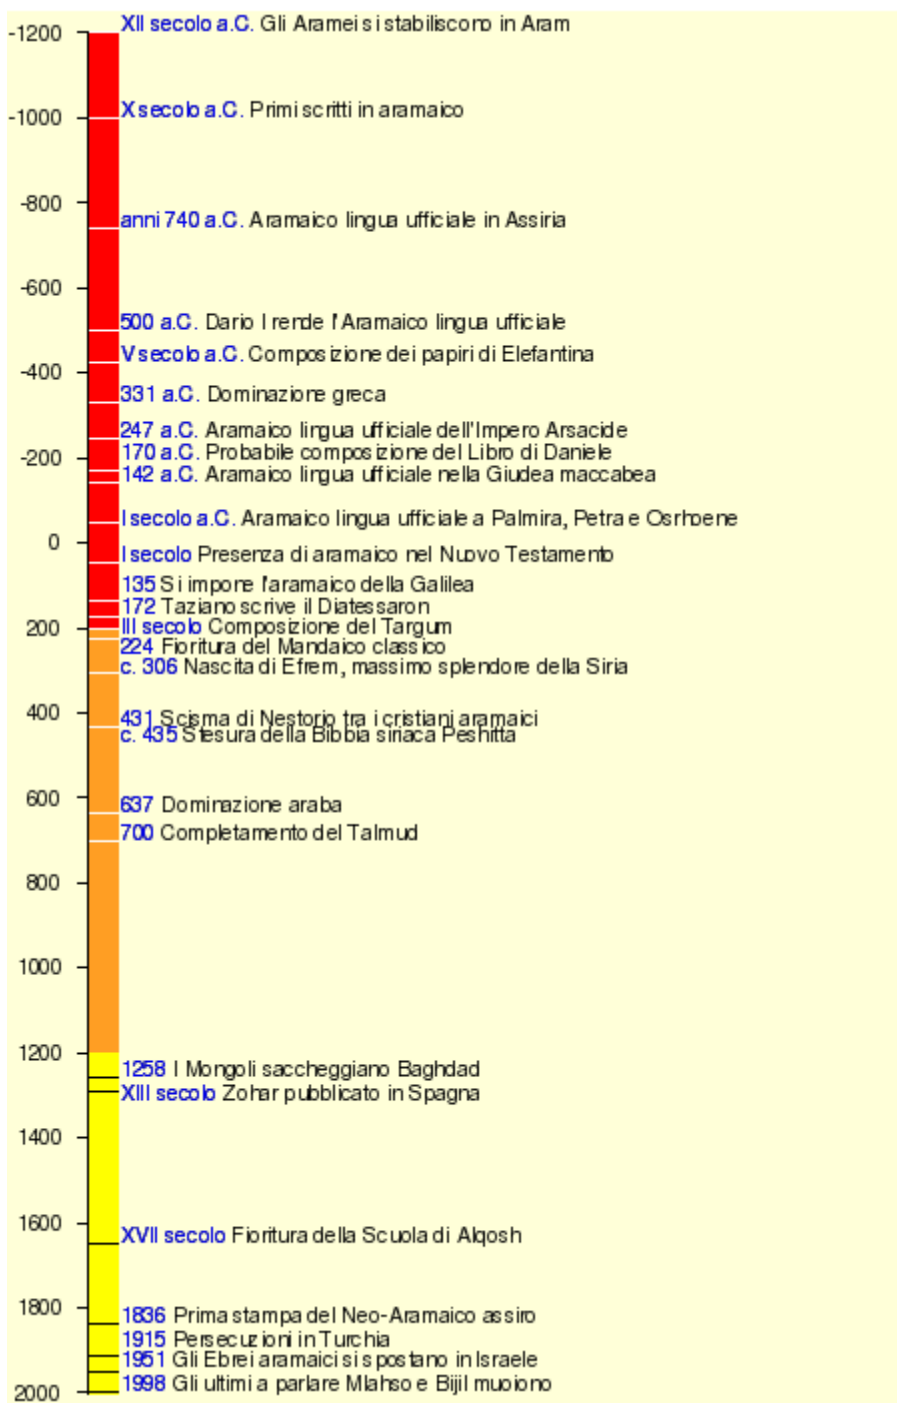 -1200 XII secolo a.C. Gli Aramei si stabiliscono in Aram
-1000 X secolo a.C. Primi scritti in aramaico
-800
anni 740 a.C. Aramaico lingua ufficiale in Assiria
-600
500 a.C. Dario I rende l'Aramaico lingua ufficiale
V secolo a.C. Composizione dei papiri di Elefantina
-400
331 a.C. Dominazione greca
247 a.C. Aramaico lingua ufficiale dell'Impero Arsacide
-200 170 a.C. Probabile composizione del Libro di Daniele
142 a.C. Aramaico lingua ufficiale nella Giudea maccabea
I secolo a.C. Aramaico lingua ufficiale a Palmira, Petra e Osrhoene
0
I secolo Presenza di aramaico nel Nuovo Testamento
135 Si impone l'aramaico della Galilea
172 Taziano scrive il Diatessaron
200 III secolo Composizione del Targum
224 Fioritura del Mandaico classico
c. 306 Nascita di Efrem, massimo splendore della Siria
400 431 Scisma di Nestorio tra i cristiani aramaici
c. 435 Stesura della Bibbia siriaca Peshitta
600 637 Dominazione araba
700 Completamento del Talmud
800
1000
1200
1258 I Mongoli saccheggiano Baghdad
XIII secolo Zohar pubblicato in Spagna
1400
1600 XVII secolo Fioritura della Scuola di Alqosh
1800 1836 Prima stampa del Neo-Aramaico assiro
1915 Persecuzioni in Turchia
1951 Gli Ebrei aramaici si spostano in Israele
2000 1998 Gli ultimi a parlare Mlahso e Bijil muoiono